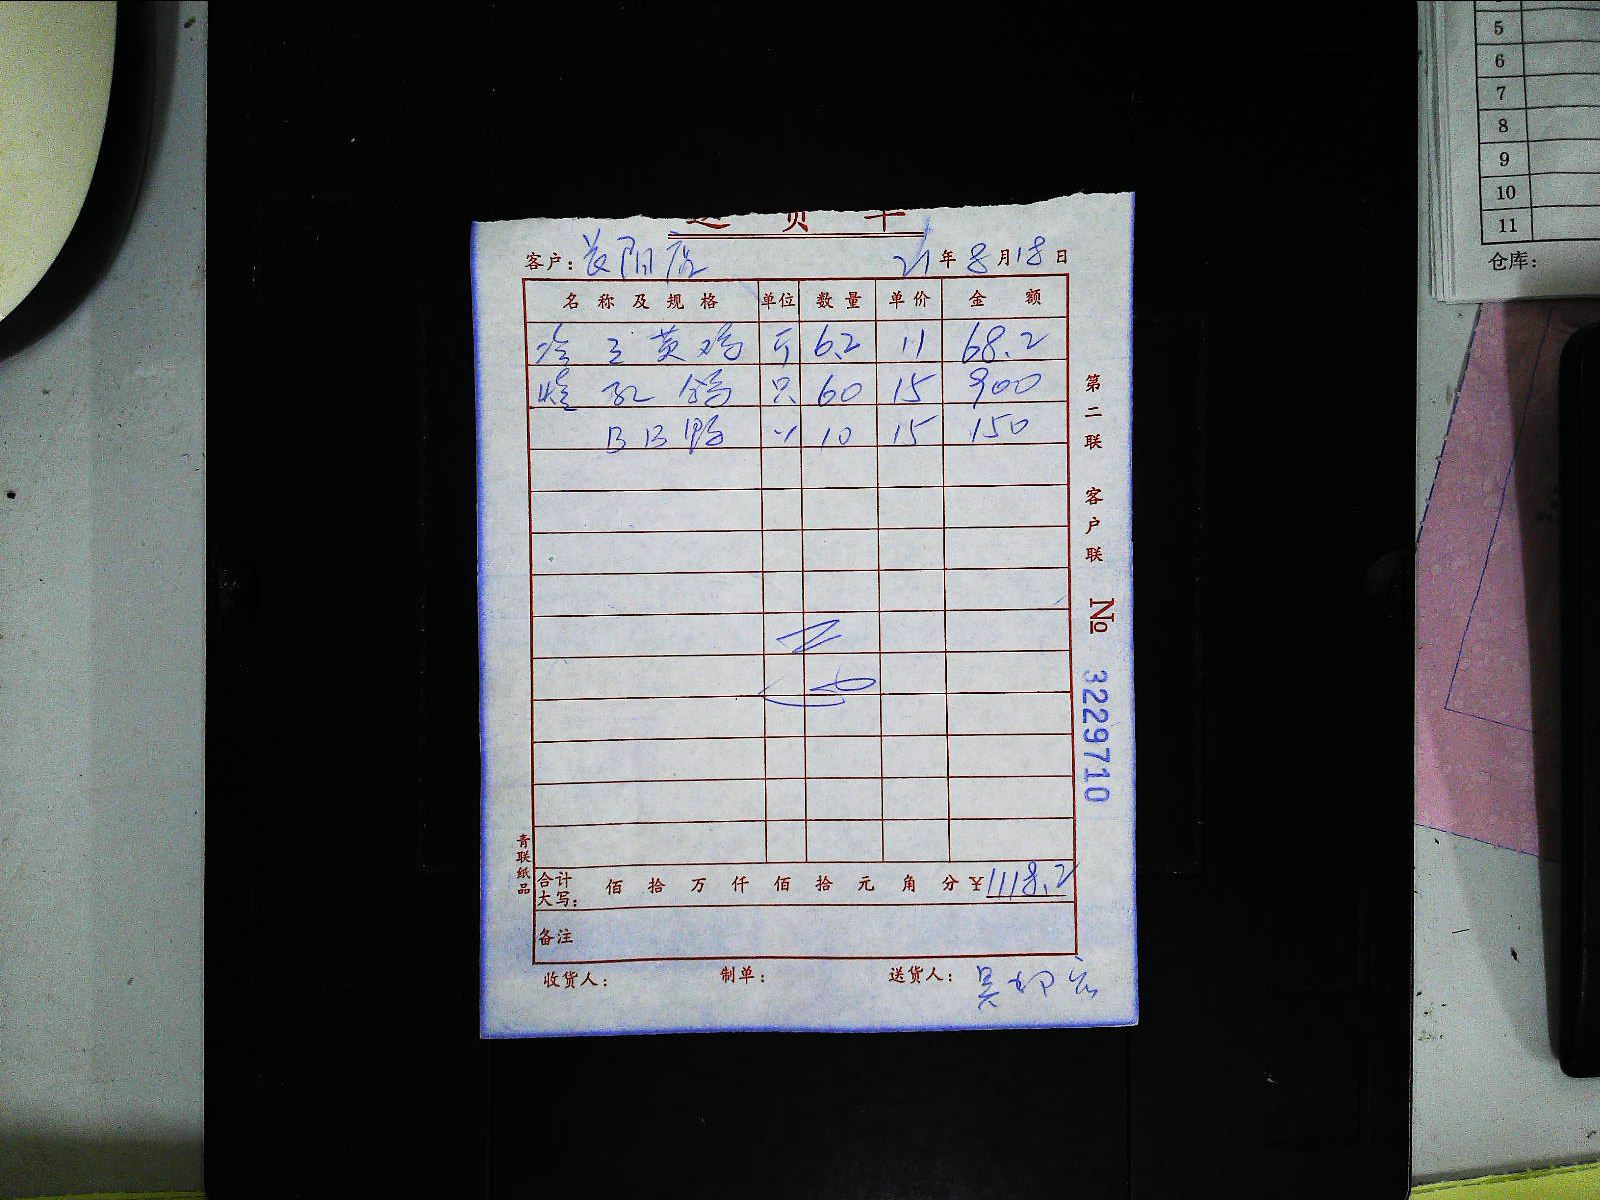 送货单
客户： 21年8月18日
名称及规格 单位 数量 单价 金额
三黄鸡 斤 6.2 11 68.2
烧 乳鸽 只 60 15 900
BB鸭 〃 10 15 150
合计大写： 佰 拾 万 仟 佰 拾 元 角 分 ¥1118.2
备注
收货人： 制单： 送货人：
青联纸品
第二联 客户联 № 3229710
5
6
7
8
9
10
11
仓库: